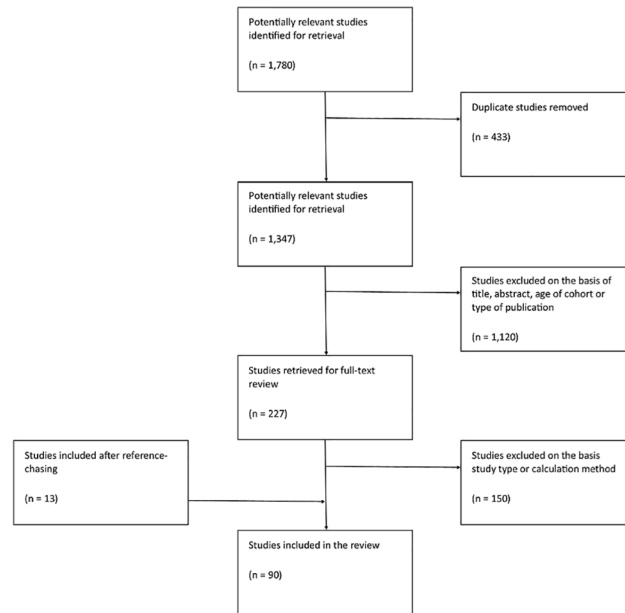 Potentially relevant studies
identified for retrieval
(n = 1,780)
Duplicate studies removed
(n = 433)
Potentially relevant studies
identified for retrieval
(n = 1,347)
Studies excluded on the basis of
title, abstract, age of cohort or
type of publication
(n = 1,120)
Studies retrieved for full-text
review
(n = 227)
Studies included after reference-
chasing
(n = 13)
Studies excluded on the basis
study type or calculation method
(n = 150)
Studies included in the review
(n = 90)